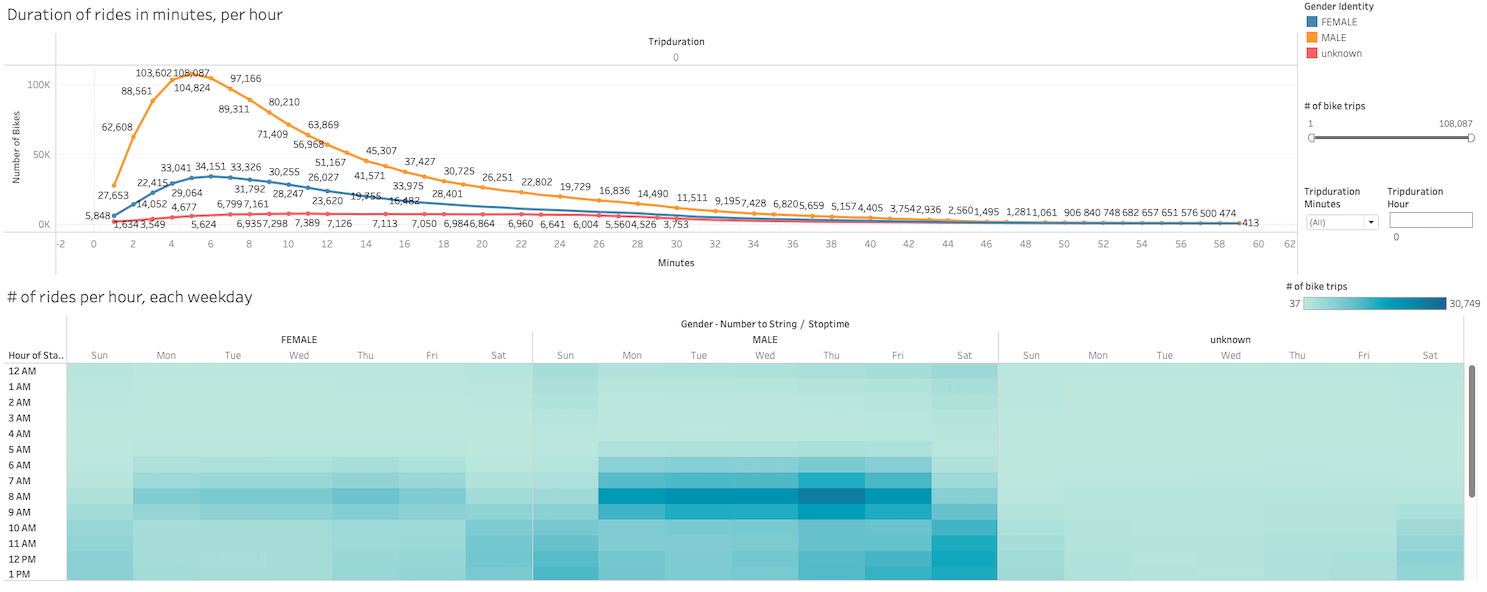 Duration of rides in minutes, per hour
Tripduration
0
Number of Bikes
100K
50K
0K
27,653
62,608
88,561
103,602
108,087
104,824
97,166
89,311
80,210
71,409
63,869
56,968
51,167
45,307
41,571
37,427
33,975
30,725
28,401
26,251
22,802
19,729
16,836
14,490
11,511
9,195
7,428
6,820
5,659
5,157
4,405
3,754
2,936
2,560
1,495
1,281
1,061
906
840
748
682
657
651
576
500
474
413
5,848
14,052
22,415
29,064
33,041
34,151
33,326
31,792
30,255
28,247
26,027
23,620
19,755
16,482
1,634
3,549
4,677
5,624
6,799
6,935
7,161
7,298
7,389
7,126
7,113
7,050
6,984
6,864
6,960
6,641
6,004
5,560
4,526
3,753
-2 0 2 4 6 8 10 12 14 16 18 20 22 24 26 28 30 32 34 36 38 40 42 44 46 48 50 52 54 56 58 60 62
Minutes
Gender Identity
FEMALE
MALE
unknown
# of bike trips
1 108,087
Tripduration Minutes
(All)
Tripduration Hour
0
# of rides per hour, each weekday
# of bike trips
37 30,749
Gender - Number to String / Stoptime
FEMALE MALE unknown
Hour of Sta.. Sun Mon Tue Wed Thu Fri Sat Sun Mon Tue Wed Thu Fri Sat Sun Mon Tue Wed Thu Fri Sat
12 AM
1 AM
2 AM
3 AM
4 AM
5 AM
6 AM
7 AM
8 AM
9 AM
10 AM
11 AM
12 PM
1 PM